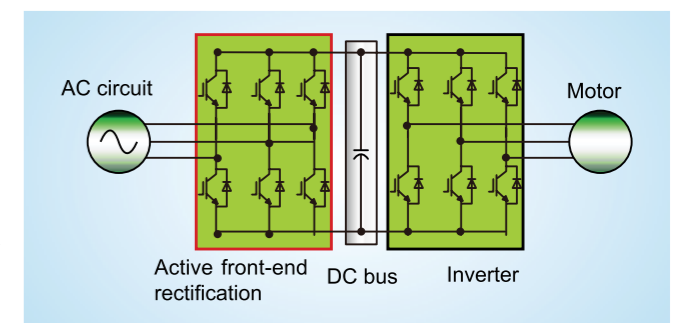 AC circuit
Motor
Active front-end
rectification
DC bus
Inverter